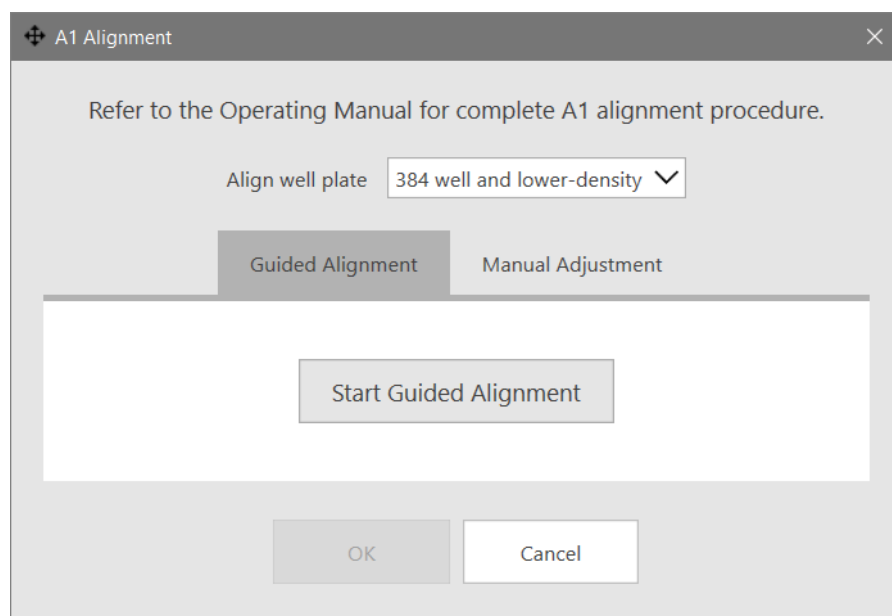 A1 Alignment
Refer to the Operating Manual for complete A1 alignment procedure.
Align well plate 384 well and lower-density
Guided Alignment Manual Adjustment
Start Guided Alignment
OK Cancel